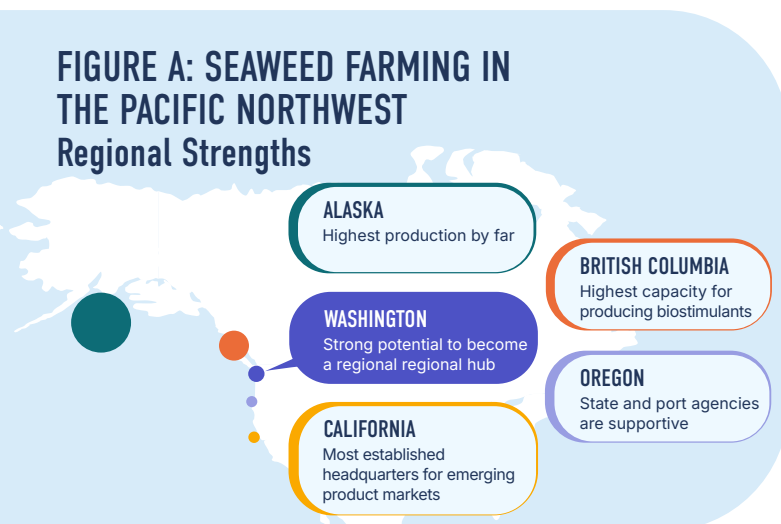 FIGURE A: SEAWEED FARMING IN
THE PACIFIC NORTHWEST
Regional Strengths
ALASKA
Highest production by far
BRITISH COLUMBIA
Highest capacity for
producing biostimulants
WASHINGTON
Strong potential to become
a regional regional hub
OREGON
State and port agencies
are supportive
CALIFORNIA
Most established
headquarters for emerging
product markets